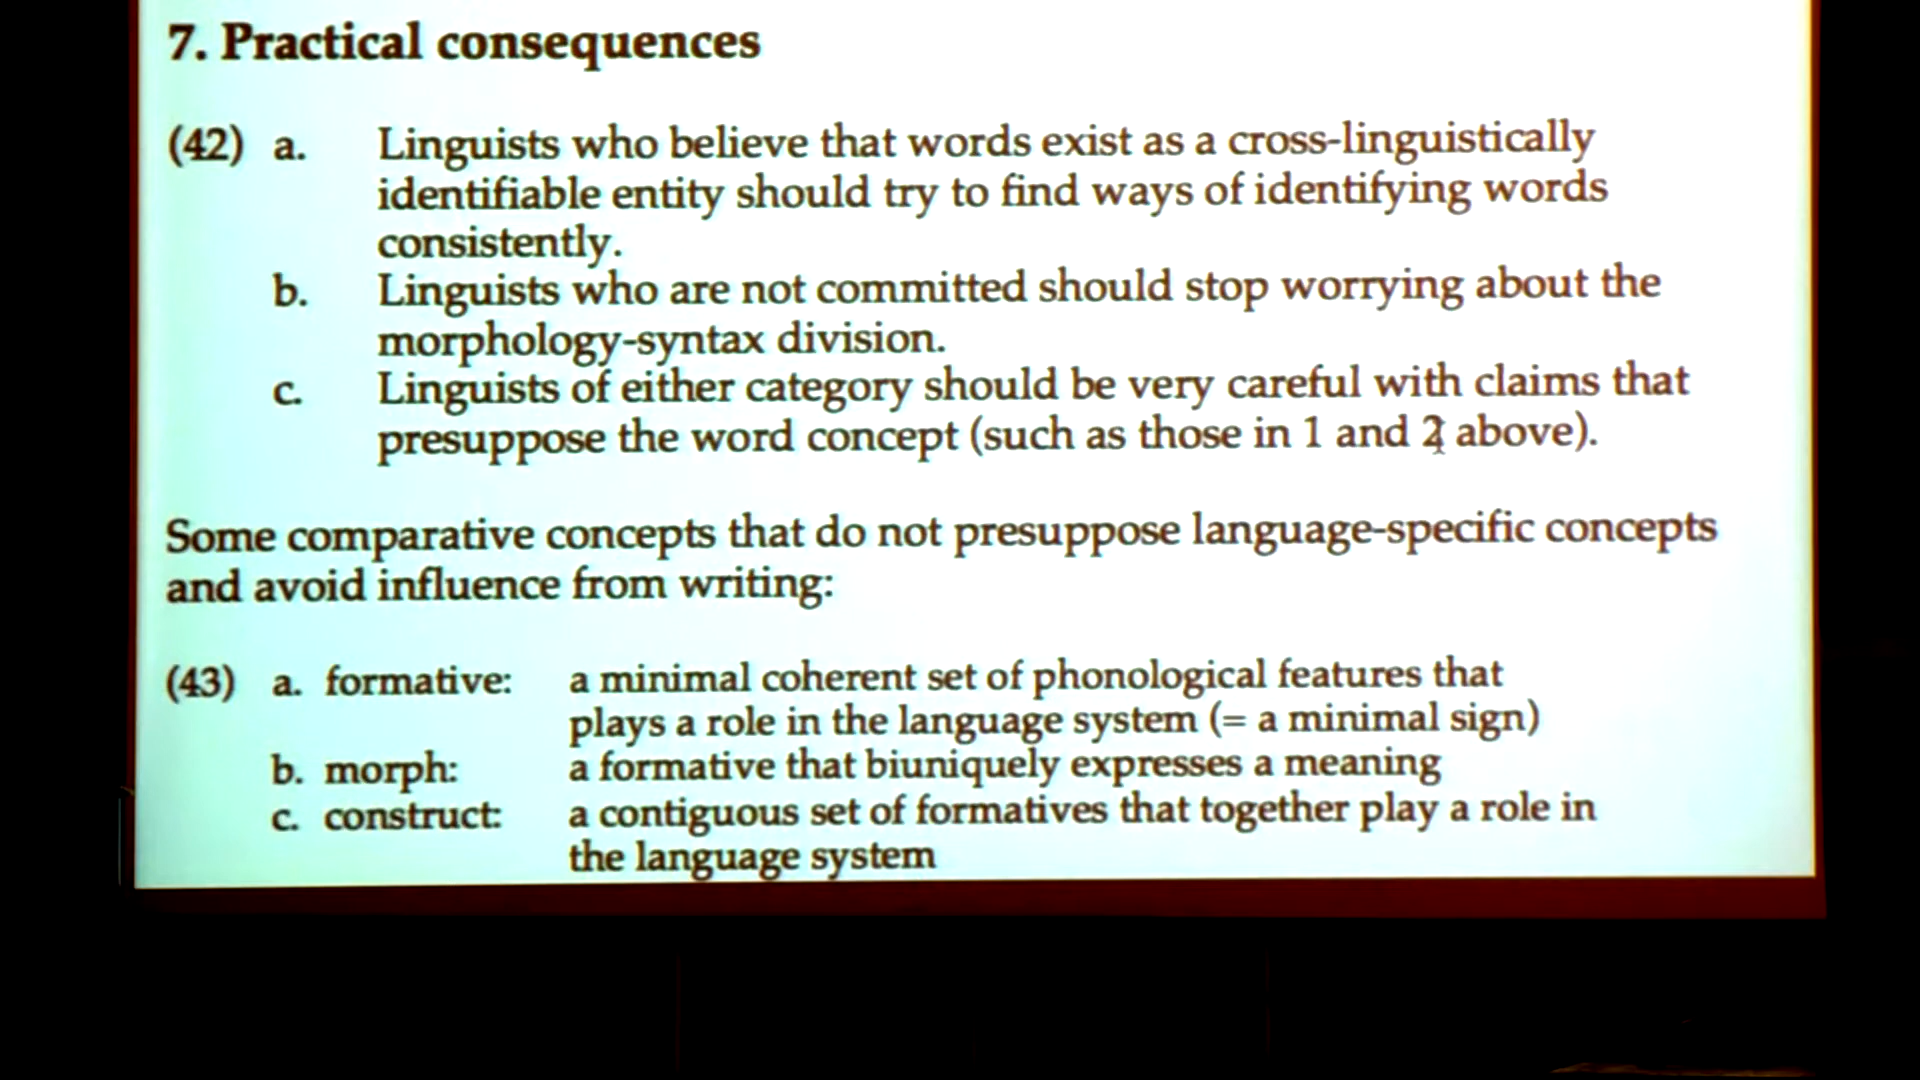 7. Practical consequences
(42) a. Linguists who believe that words exist as a cross-linguistically
identifiable entity should try to find ways of identifying words
consistently.
b. Linguists who are not committed should stop worrying about the
morphology-syntax division.
c. Linguists of either category should be very careful with claims that
presuppose the word concept (such as those in 1 and 2 above).
Some comparative concepts that do not presuppose language-specific concepts
and avoid influence from writing:
(43) a. formative: a minimal coherent set of phonological features that
plays a role in the language system (= a minimal sign)
b. morph: a formative that biuniquely expresses a meaning
c. construct: a contiguous set of formatives that together play a role in
the language system